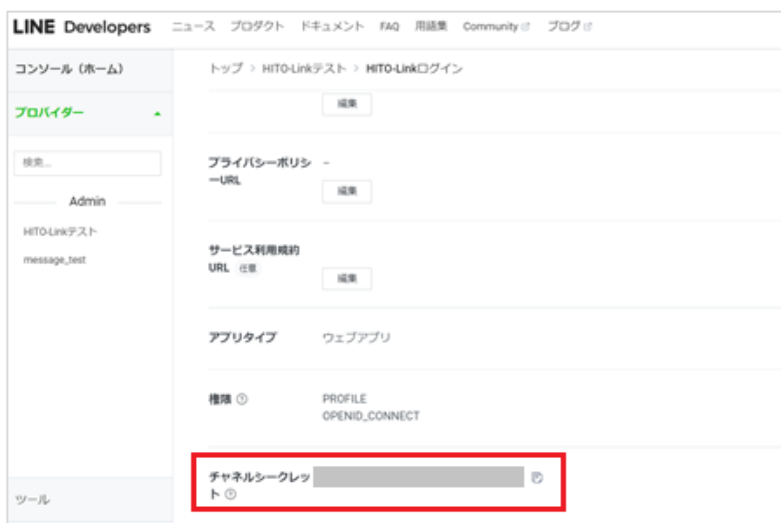 LINE Developers ニュース プロダクト ドキュメント FAQ 用語集 Community ブログ
コンソール（ホーム）
トップ > HITO-Linkテスト > HITO-Linkログイン
編集
プロバイダー
検索...
プライバシーポリシ –
ーURL
編集
Admin
HITO-Linkテスト
message_test
サービス利用規約
URL 任意
編集
アプリタイプ ウェブアプリ
権限 ? PROFILE
OPENID_CONNECT
チャネルシークレッ
ト ?
ツール